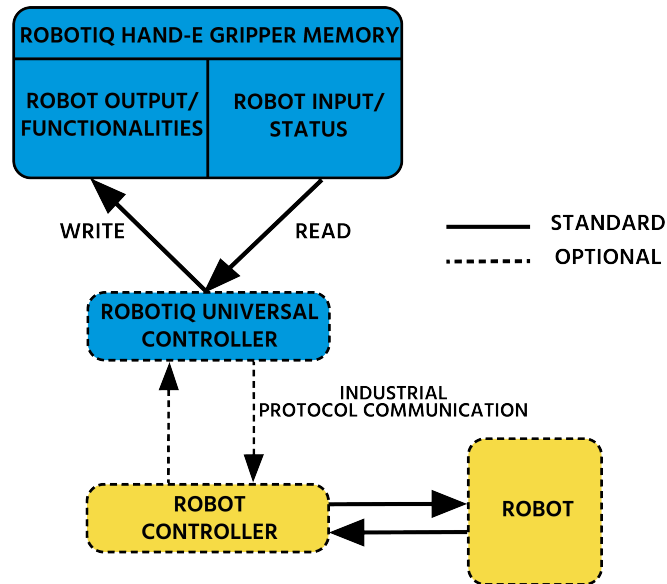 ROBOTIQ HAND-E GRIPPER MEMORY
ROBOT OUTPUT/
FUNCTIONALITIES
ROBOT INPUT/
STATUS
WRITE
READ
STANDARD
OPTIONAL
ROBOTIQ UNIVERSAL
CONTROLLER
INDUSTRIAL
PROTOCOL COMMUNICATION
ROBOT
CONTROLLER
ROBOT